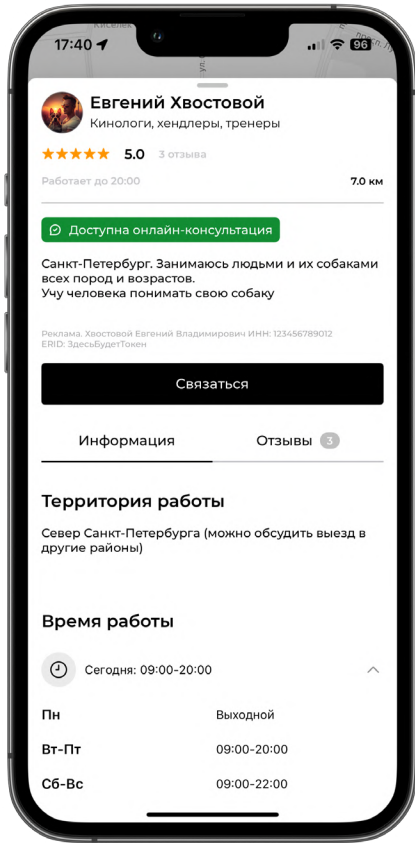 17:40
96
Евгений Хвостовой
Кинологи, хендлеры, тренеры
5.0 3 отзыва
Работает до 20:00 7.0 км
Доступна онлайн-консультация
Санкт-Петербург. Занимаюсь людьми и их собаками
всех пород и возрастов.
Учу человека понимать свою собаку
Реклама. Хвостовой Евгений Владимирович ИНН: 123456789012
ERID: ЗдесьБудетТокен
Связаться
Информация Отзывы 3
Территория работы
Север Санкт-Петербурга (можно обсудить выезд в
другие районы)
Время работы
Сегодня: 09:00-20:00
Пн Выходной
Вт-Пт 09:00-20:00
Сб-Вс 09:00-22:00